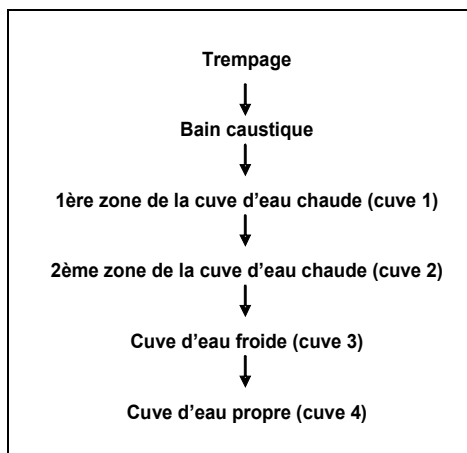 Trempage
Bain caustique
1ère zone de la cuve d'eau chaude (cuve 1)
2ème zone de la cuve d'eau chaude (cuve 2)
Cuve d'eau froide (cuve 3)
Cuve d'eau propre (cuve 4)